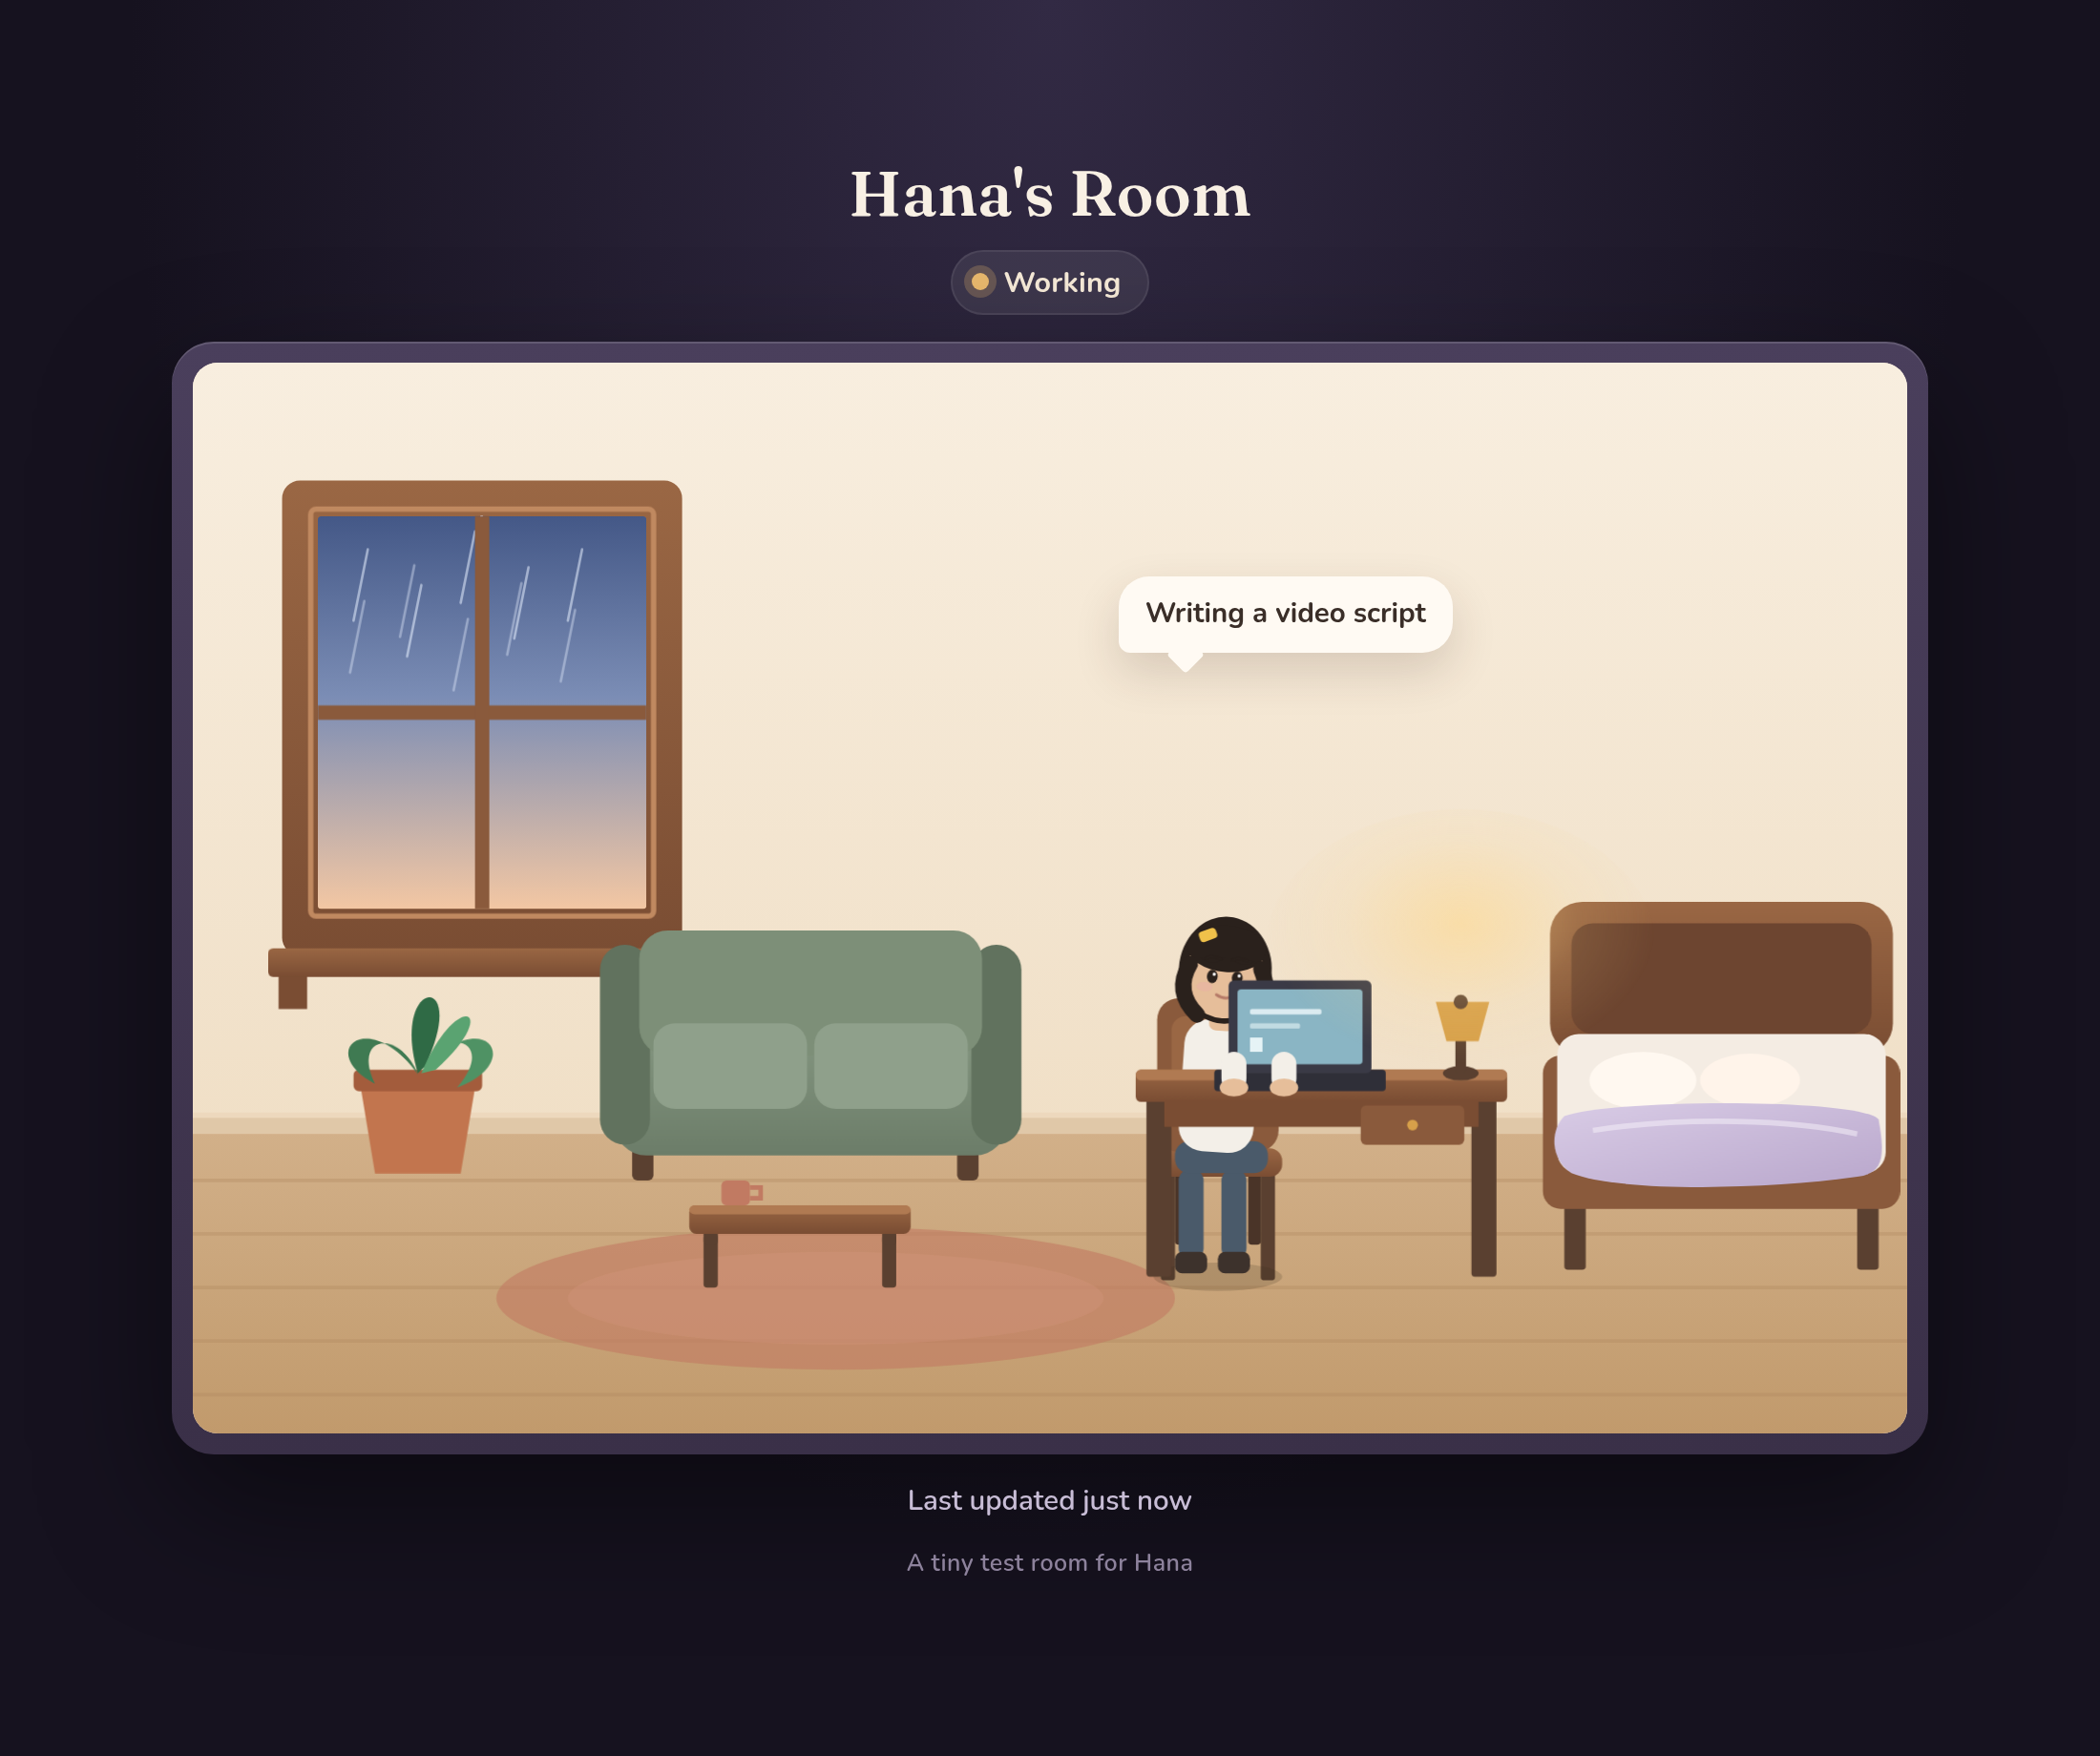 Hana's Room
Working
Writing a video script
Last updated just now
A tiny test room for Hana